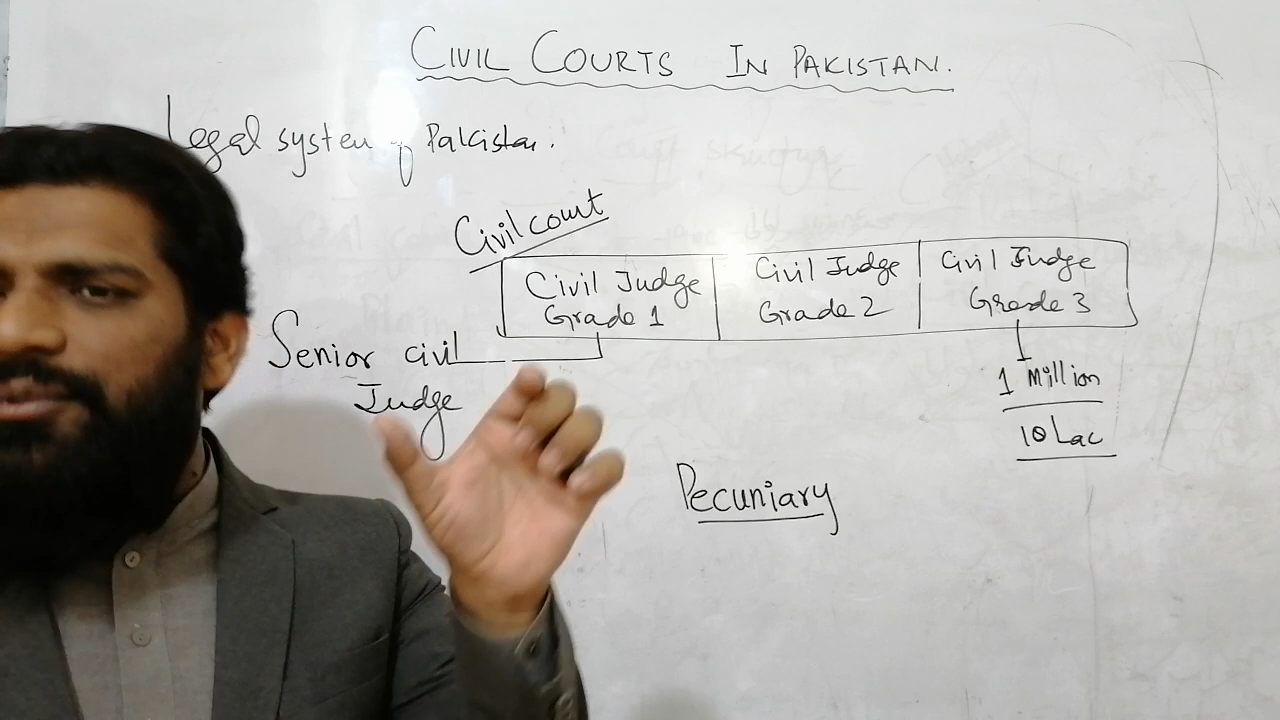 CIVIL COURTS IN PAKISTAN.
Legal system of Pakistan.
Civil court
Civil Judge Grade 1
Civil Judge Grade 2
Civil Judge Grade 3
Senior civil
Judge
1 Million
10 Lac
Pecuniary